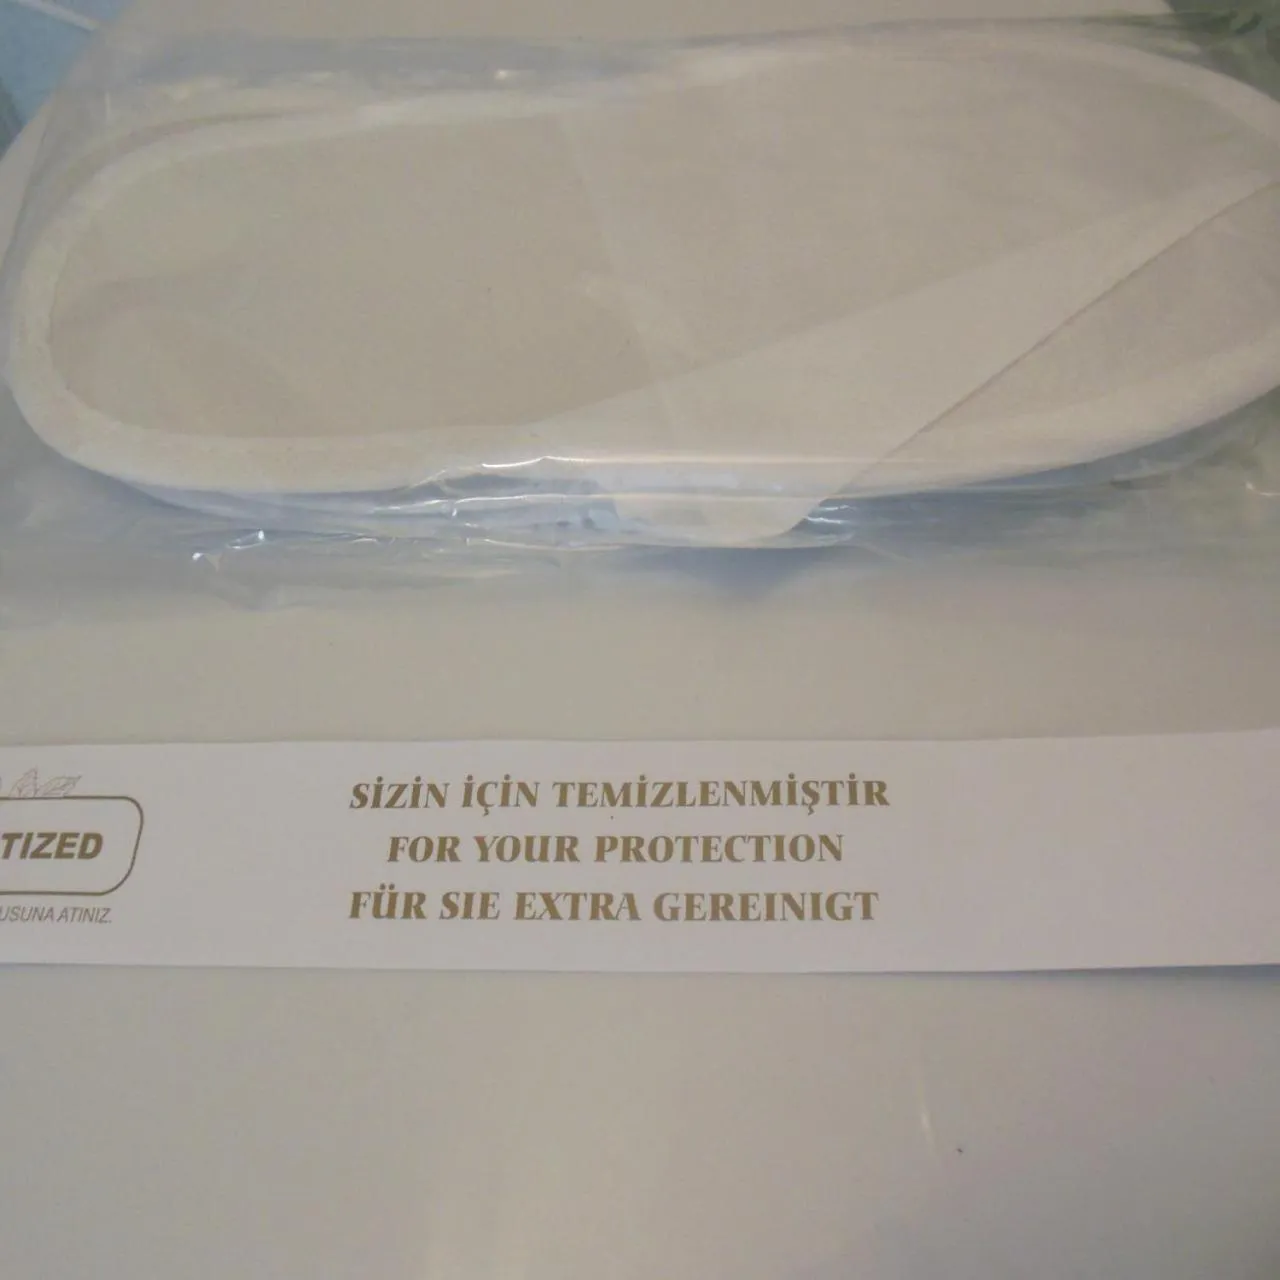 TIZED
USUNA ATINIZ.
SİZİN İÇİN TEMİZLENMİŞTİR
FOR YOUR PROTECTION
FÜR SIE EXTRA GEREINIGT